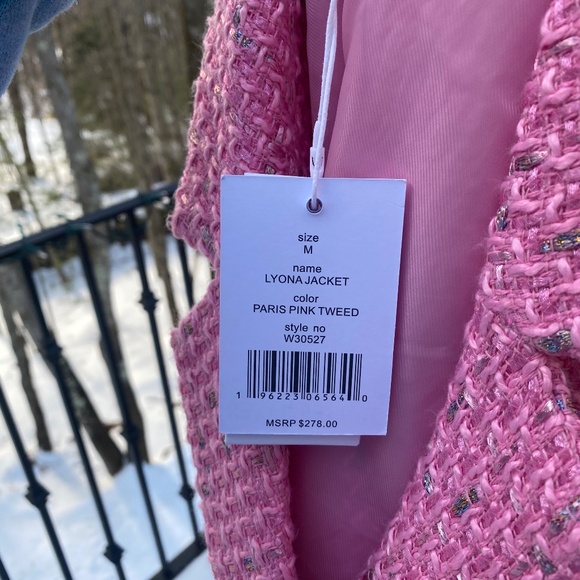 size
M
name
LYONA JACKET
color
PARIS PINK TWEED
style no
W30527
1 96223 06564 0
MSRP $278.00